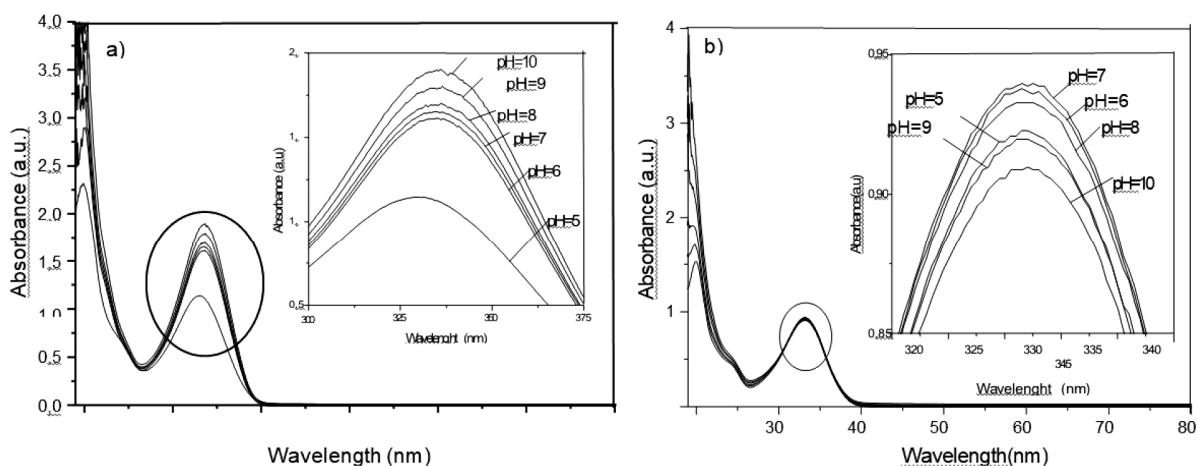 a)
4.0
3.5
3.0
2.5
2.0
1.5
1.0
0.5
0.0
Absorbance (a.u.)
Wavelength (nm)
pH=10
pH=9
pH=8
pH=7
pH=6
pH=5
Absorbance (a.u)
0,5
300
325
350
375
Wavelenght (nm)
b)
4
3
2
1
Absorbance (a.u.)
30
40
50
60
70
80
Wavelength(nm)
0,95
0,90
0,85
Absorbance(a.u)
pH=7
pH=5
pH=6
pH=9
pH=8
pH=10
320
325
330
335
340
345
Wavelenght (nm)